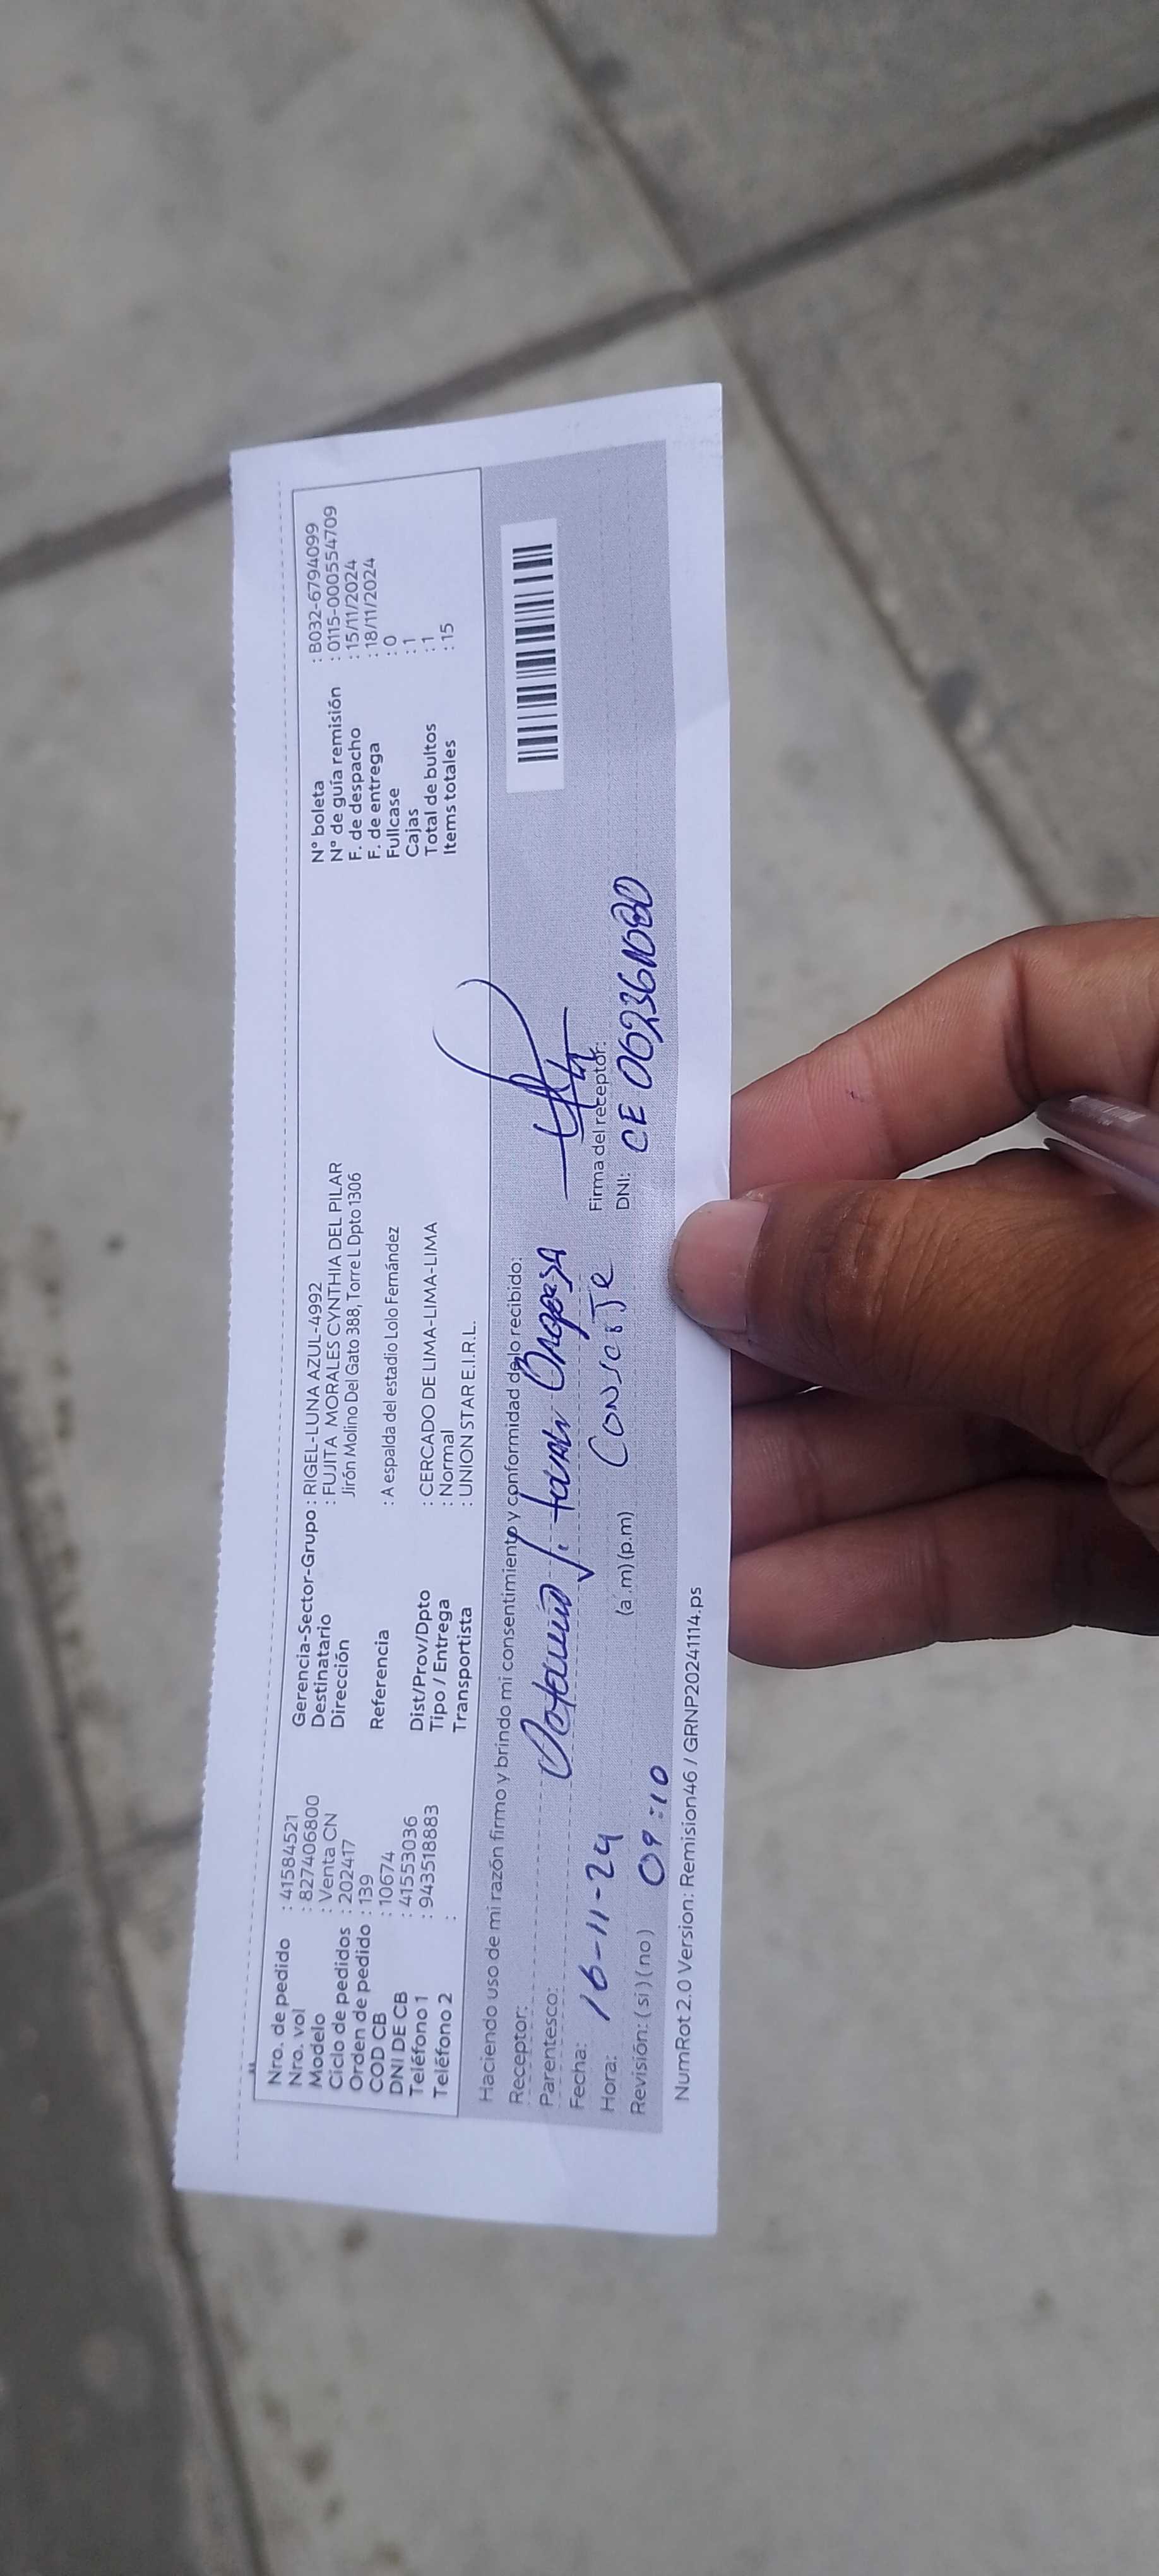 Nro. de pedido : 41584521
Nro. vol : 827406800
Modelo : Venta CN
Ciclo de pedidos : 202417
Orden de pedido : 139
COD CB : 10674
DNI DE CB : 41553036
Teléfono 1 : 943518883
Teléfono 2 :
Gerencia-Sector-Grupo : RIGEL-LUNA AZUL-4992
Destinatario : FUJITA MORALES CYNTHIA DEL PILAR
Dirección Jirón Molino Del Gato 388, Torre L Dpto 1306
Referencia : A espalda del estadio Lolo Fernández
Dist/Prov/Dpto : CERCADO DE LIMA-LIMA-LIMA
Tipo / Entrega : Normal
Transportista : UNION STAR E.I.R.L.
N° boleta : B032-6794099
N° de guía remisión : 0115-000554709
F. de despacho : 15/11/2024
F. de entrega : 18/11/2024
Fullcase : 0
Cajas : 1
Total de bultos : 1
Items totales : 15
Haciendo uso de mi razón firmo y brindo mi consentimiento y conformidad de lo recibido:
Receptor:
Parentesco:
Fecha: 16-11-24
Hora: 09:10 (a.m) (p.m)
Revisión: (si) (no)
Firma del receptor:
DNI: CE
NumRot 2.0 Version: Remision46 / GRNP20241114.ps